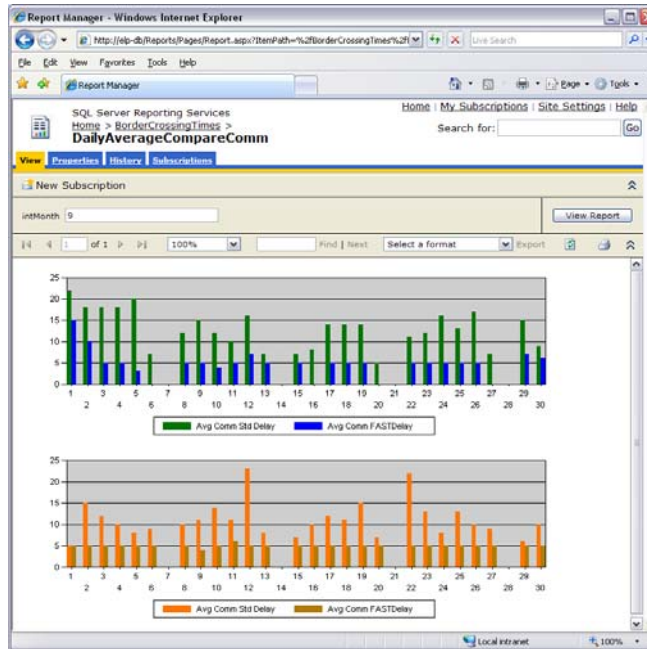 Report Manager - Windows Internet Explorer
http://elp-db/Reports/Pages/Report.aspx?ItemPath=%2fBorderCrossingTimes%2f(
Live Search
File Edit View Favorites Tools Help
Report Manager
Page Tools
SQL Server Reporting Services
Home | My Subscriptions | Site Settings | Help
Home > BorderCrossingTimes >
DailyAverageCompareComm
Search for: Go
View Properties History Subscriptions
New Subscription
intMonth 9 View Report
1 of 1 100% Find | Next Select a format Export
25
20
15
10
5
0
1 3 5 7 9 11 13 15 17 19 21 23 25 27 29
2 4 6 8 10 12 14 16 18 20 22 24 26 28 30
Avg Comm Std Delay Avg Comm FASTDelay
25
20
15
10
5
0
1 3 5 7 9 11 13 15 17 19 21 23 25 27 29
2 4 6 8 10 12 14 16 18 20 22 24 26 28 30
Avg Comm Std Delay Avg Comm FASTDelay
Local intranet 100%